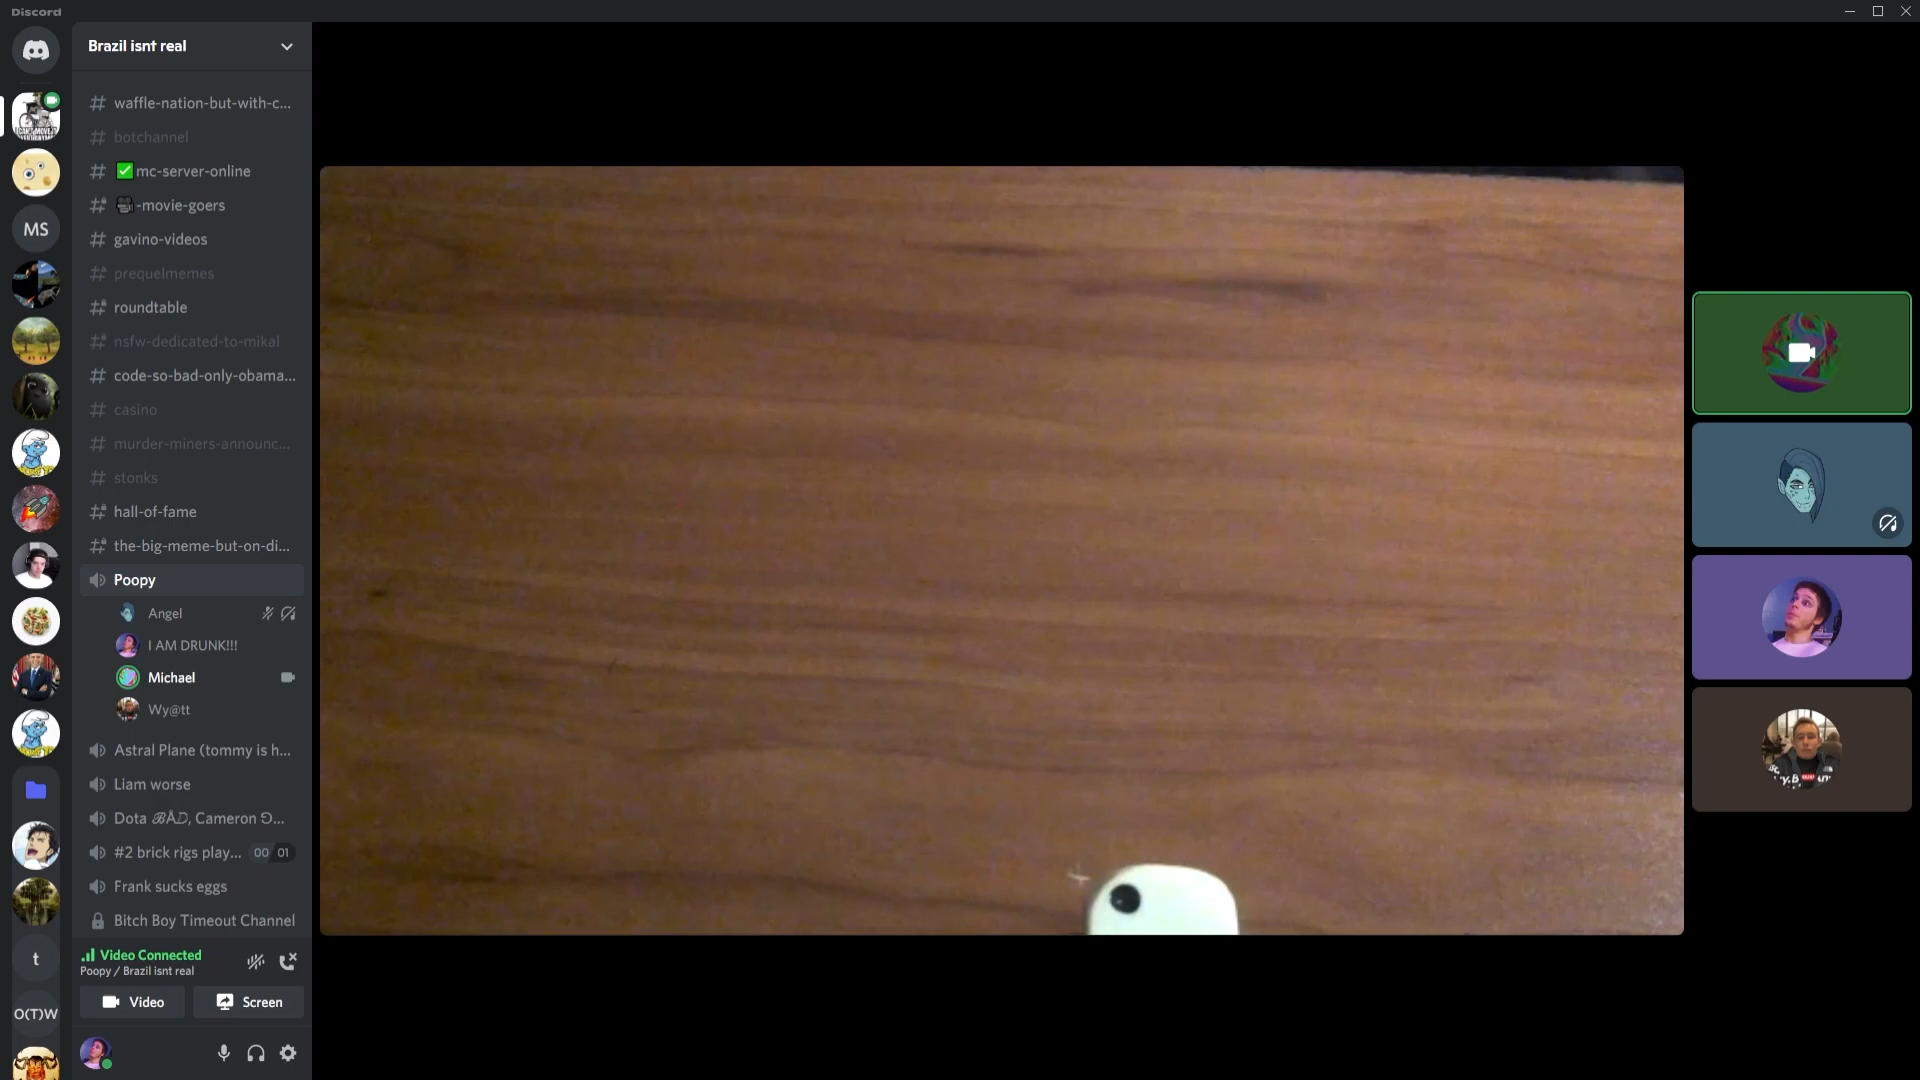 Discord
Brazil isnt real
waffle-nation-but-with-c...
botchannel
mc-server-online
-movie-goers
gavino-videos
prequelmemes
roundtable
nsfw-dedicated-to-mikal
code-so-bad-only-obama...
casino
murder-miners-announc...
stonks
hall-of-fame
the-big-meme-but-on-di...
Poopy
Angel
I AM DRUNK!!!
Michael
Wy@tt
Astral Plane (tommy is h...
Liam worse
Dota ℬÅⅅ, Cameron ⅁...
#2 brick rigs play... 00 01
Frank sucks eggs
Bitch Boy Timeout Channel
Video Connected
Poopy / Brazil isnt real
Video Screen
MS
t
O(T)W